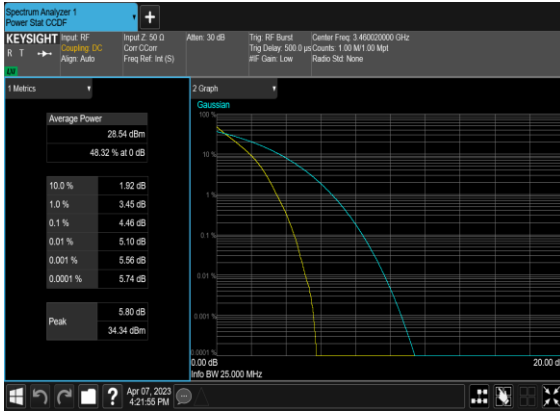 Spectrum Analyzer 1
Power Stat CCDF
KEYSIGHT Input: RF Input Z: 50 Ω Atten: 30 dB Trig: RF Burst Center Freq: 3.460020000 GHz
R T Coupling: DC Corr CCorr Trig Delay: 500.0 µs Counts: 1.00 M/1.00 Mpt
Align: Auto Freq Ref: Int (S) #IF Gain: Low Radio Std: None
1 Metrics
2 Graph
Gaussian
Average Power
28.54 dBm
48.32 % at 0 dB
10.0 % 1.92 dB
1.0 % 3.45 dB
0.1 % 4.46 dB
0.01 % 5.10 dB
0.001 % 5.56 dB
0.0001 % 5.74 dB
Peak
5.80 dB
34.34 dBm
100 %
10 %
1 %
0.1 %
0.01 %
0.001 %
0.0001 %
0.00 dB
20.00 d
Info BW 25.000 MHz
?
Apr 07, 2023
4:21:55 PM